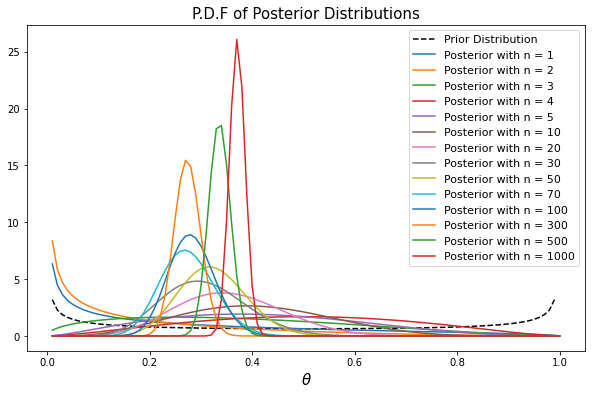 P.D.F of Posterior Distributions
Prior Distribution
Posterior with n = 1
Posterior with n = 2
Posterior with n = 3
Posterior with n = 4
Posterior with n = 5
Posterior with n = 10
Posterior with n = 20
Posterior with n = 30
Posterior with n = 50
Posterior with n = 70
Posterior with n = 100
Posterior with n = 300
Posterior with n = 500
Posterior with n = 1000
25
20
15
10
5
0
0.0 0.2 0.4 0.6 0.8 1.0
θ